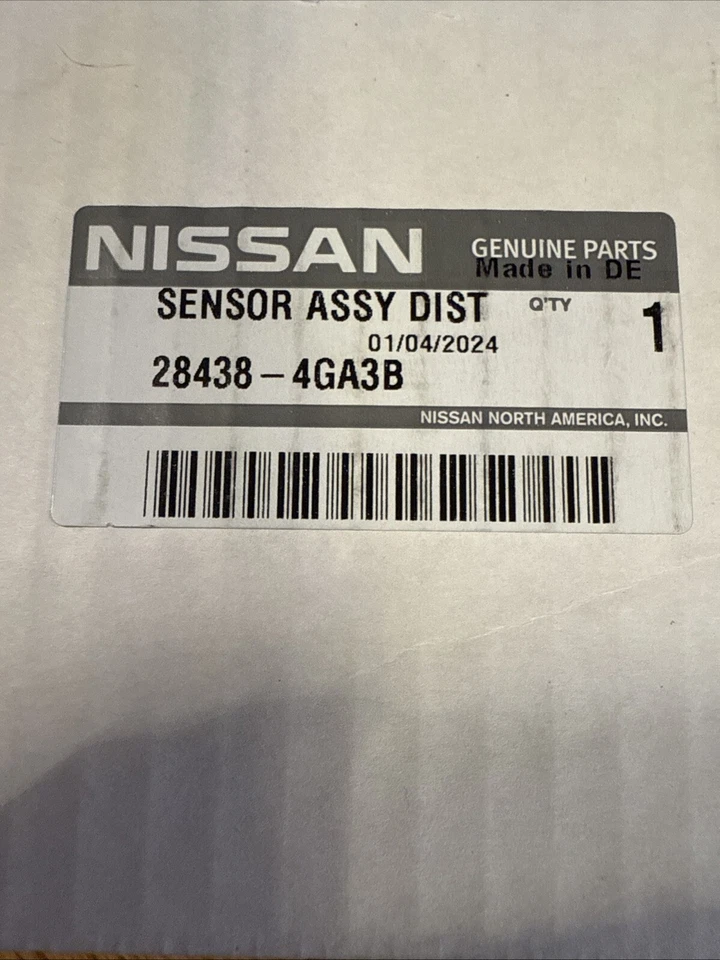 NISSAN GENUINE PARTS
Made in DE
SENSOR ASSY DIST Q'TY 1
01/04/2024
28438-4GA3B
NISSAN NORTH AMERICA, INC.